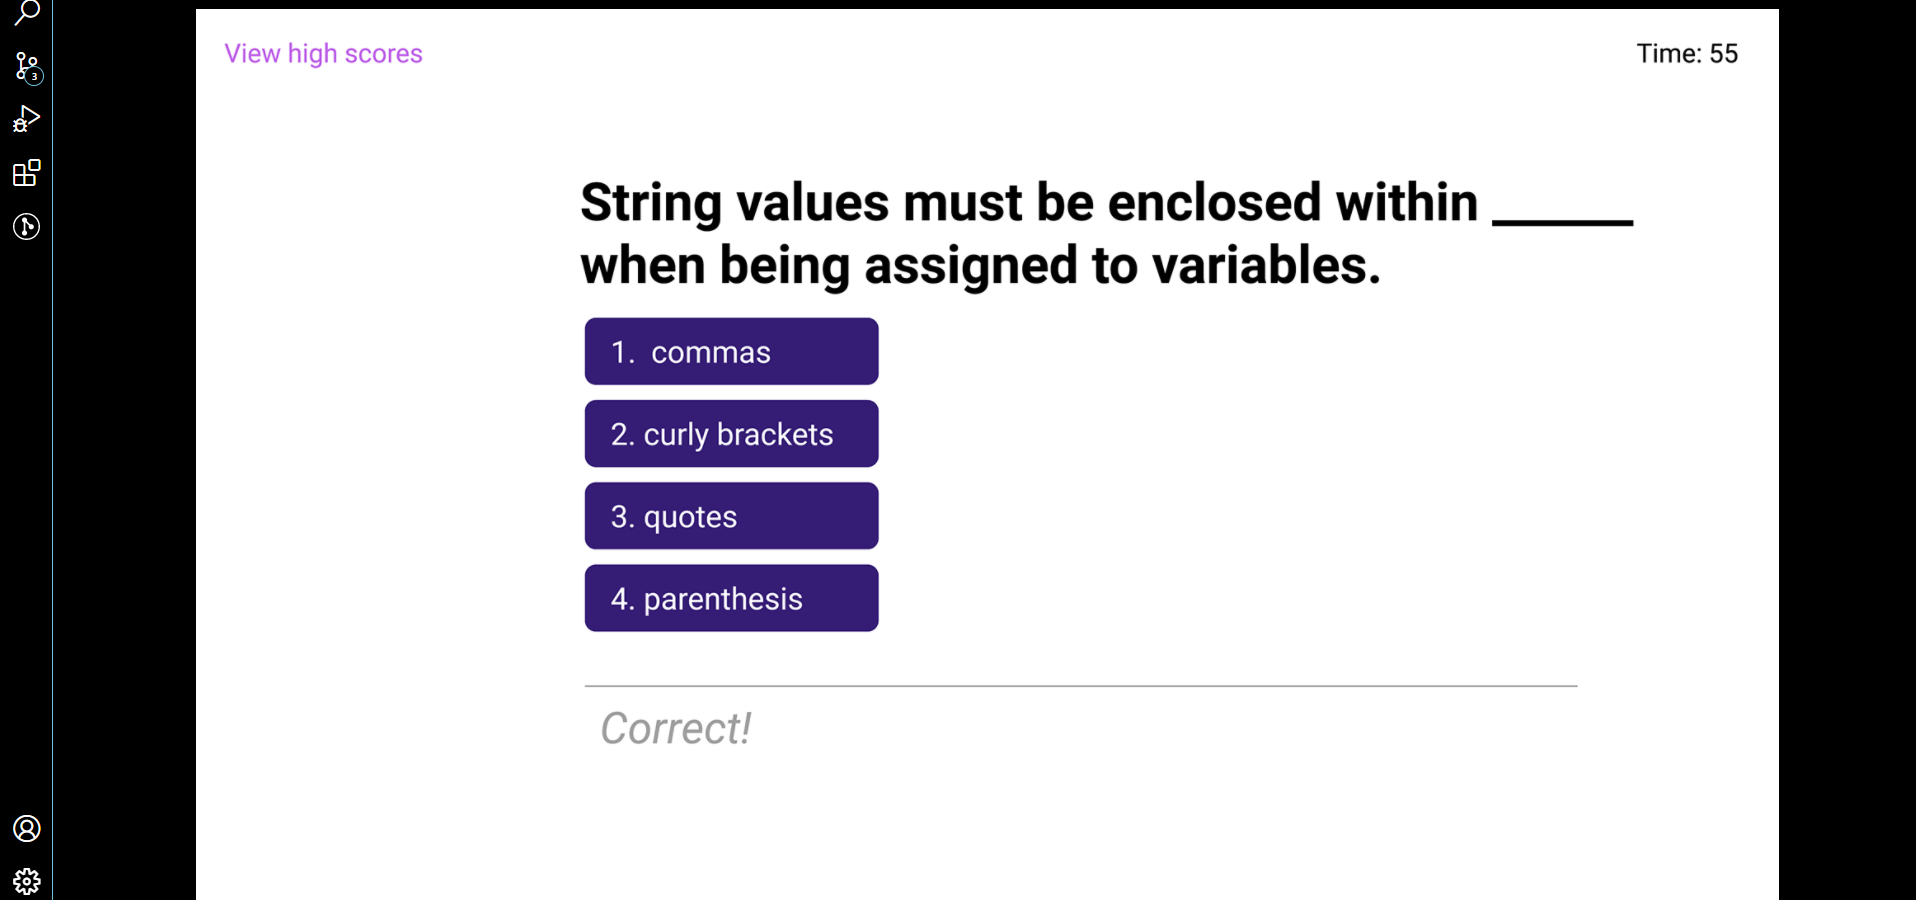 View high scores
Time: 55
String values must be enclosed within ______
when being assigned to variables.
1. commas
2. curly brackets
3. quotes
4. parenthesis
Correct!
3